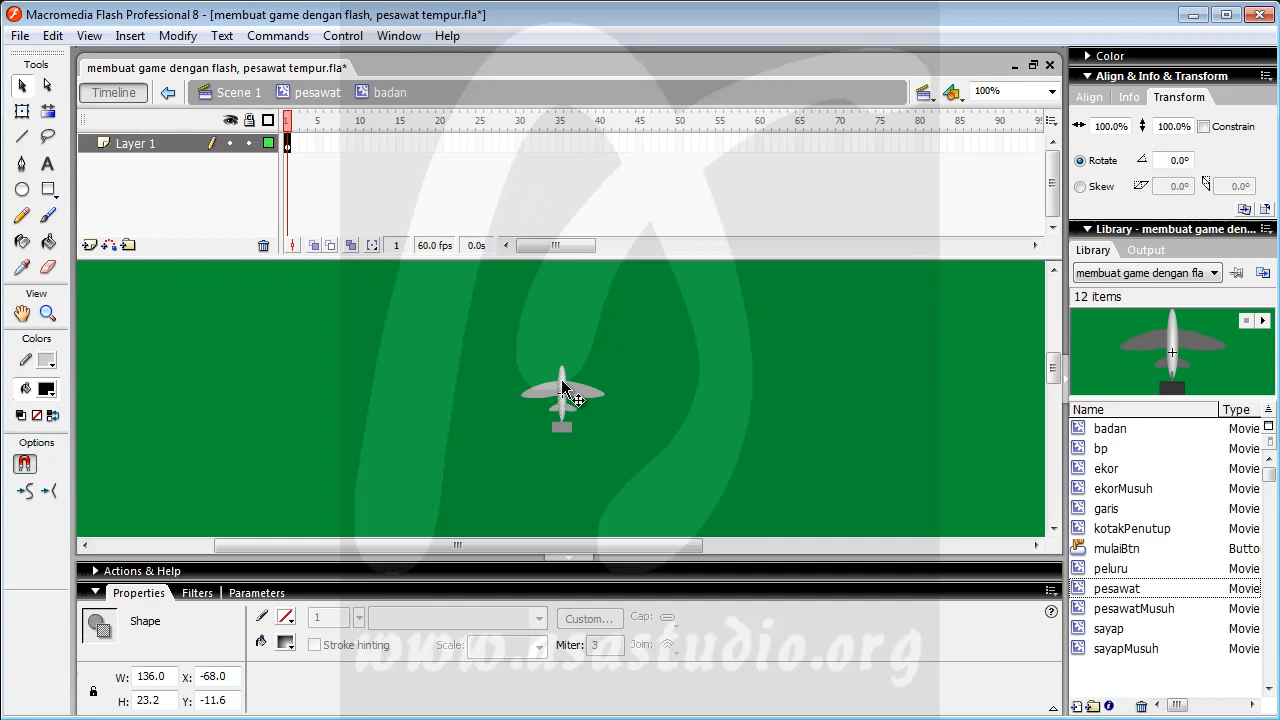 Macromedia Flash Professional 8 - [membuat game dengan flash, pesawat tempur.fla*]
File Edit View Insert Modify Text Commands Control Window Help
Tools
View
Colors
Options
membuat game dengan flash, pesawat tempur.fla*
Timeline Scene 1 pesawat badan 100%
1 5 10 15 20 25 30 35 40 45 50 55 60 65 70 75 80 85 90 95
Layer 1
1 60.0 fps 0.0s
Actions & Help
Properties Filters Parameters
Shape 1 Custom... Cap:
Stroke hinting Scale: Miter: 3 Join:
W: 136.0 X: -68.0
H: 23.2 Y: -11.6
www.asastudio.org
Color
Align & Info & Transform
Align Info Transform
100.0% 100.0% Constrain
Rotate 0.0º
Skew 0.0º 0.0º
Library - membuat game den...
Library Output
membuat game dengan fla
12 items
Name Type
badan Movie
bp Movie
ekor Movie
ekorMusuh Movie
garis Movie
kotakPenutup Movie
mulaiBtn Butto
peluru Movie
pesawat Movie
pesawatMusuh Movie
sayap Movie
sayapMusuh Movie